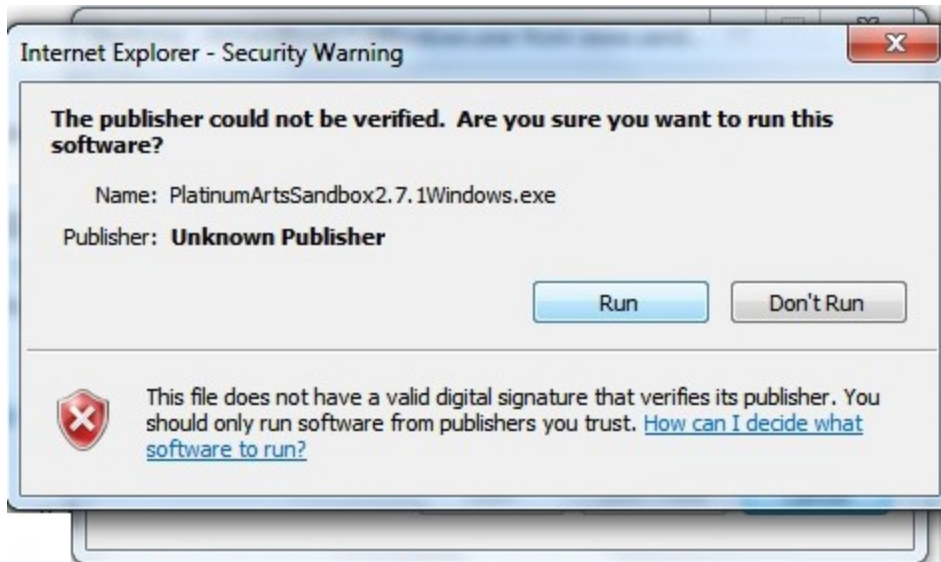 Internet Explorer - Security Warning
The publisher could not be verified. Are you sure you want to run this
software?
Name: PlatinumArtsSandbox2.7.1Windows.exe
Publisher: Unknown Publisher
Run
Don't Run
This file does not have a valid digital signature that verifies its publisher. You
should only run software from publishers you trust. How can I decide what
software to run?